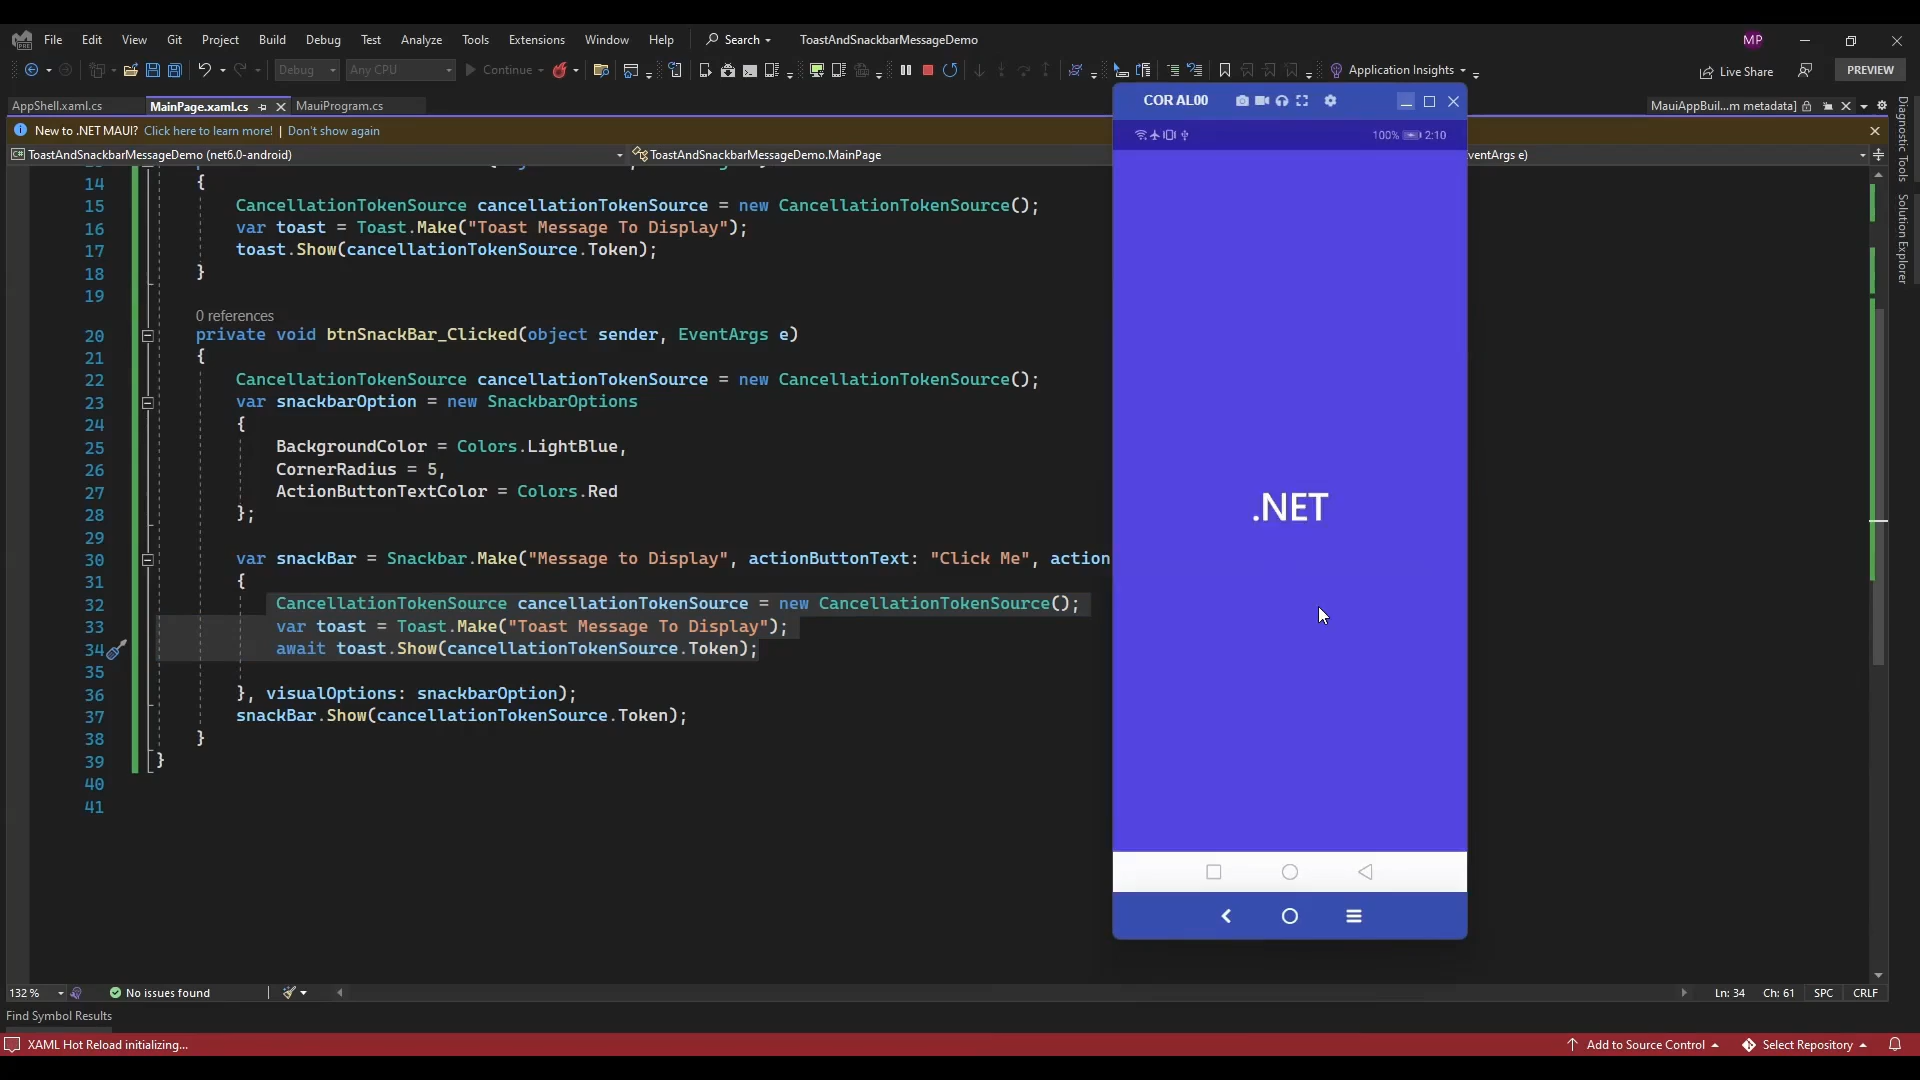 File Edit View Git Project Build Debug Test Analyze Tools Extensions Window Help Search ToastAndSnackbarMessageDemo MP
Debug Any CPU Continue Application Insights Live Share PREVIEW
AppShell.xaml.cs MainPage.xaml.cs MauiProgram.cs MauiAppBuil...m metadata]
New to .NET MAUI? Click here to learn more! | Don't show again
ToastAndSnackbarMessageDemo (net6.0-android) ToastAndSnackbarMessageDemo.MainPage ventArgs e)
14 {
15 CancellationTokenSource cancellationTokenSource = new CancellationTokenSource();
16 var toast = Toast.Make("Toast Message To Display");
17 toast.Show(cancellationTokenSource.Token);
18 }
19
0 references
20 private void btnSnackBar_Clicked(object sender, EventArgs e)
21 {
22 CancellationTokenSource cancellationTokenSource = new CancellationTokenSource();
23 var snackbarOption = new SnackbarOptions
24 {
25 BackgroundColor = Colors.LightBlue,
26 CornerRadius = 5,
27 ActionButtonTextColor = Colors.Red
28 };
29
30 var snackBar = Snackbar.Make("Message to Display", actionButtonText: "Click Me", action
31 {
32 CancellationTokenSource cancellationTokenSource = new CancellationTokenSource();
33 var toast = Toast.Make("Toast Message To Display");
34 await toast.Show(cancellationTokenSource.Token);
35
36 }, visualOptions: snackbarOption);
37 snackBar.Show(cancellationTokenSource.Token);
38 }
39 }
40
41
COR AL00
100% 2:10
.NET
Diagnostic Tools
Solution Explorer
132 % No issues found Ln: 34 Ch: 61 SPC CRLF
Find Symbol Results
XAML Hot Reload initializing... Add to Source Control Select Repository